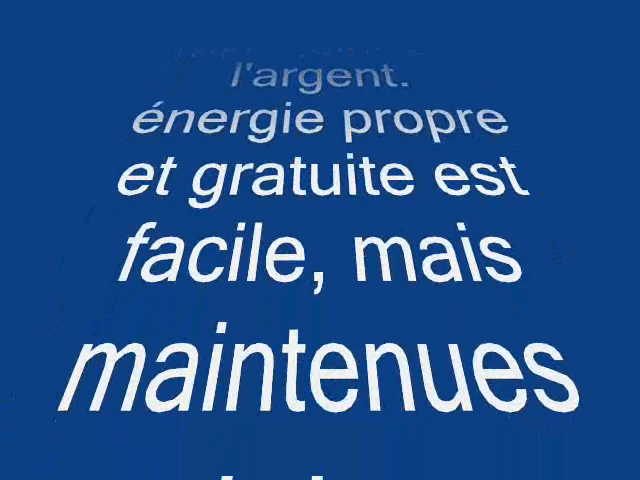 l'argent.
énergie propre
et gratuite est
facile, mais
maintenues